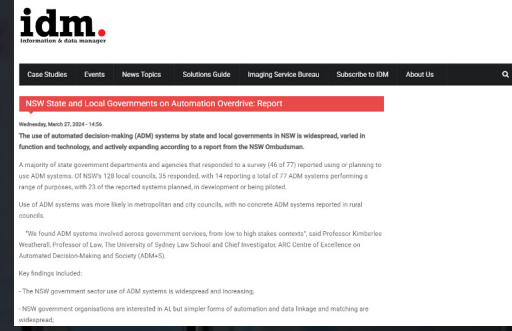 idm.
information & data manager
Case Studies Events News Topics Solutions Guide Imaging Service Bureau Subscribe to IDM About Us
NSW State and Local Governments on Automation Overdrive: Report
Wednesday, March 27, 2024 - 14:56
The use of automated decision-making (ADM) systems by state and local governments in NSW is widespread, varied in
function and technology, and actively expanding according to a report from the NSW Ombudsman.
A majority of state government departments and agencies that responded to a survey (46 of 77) reported using or planning to
use ADM systems. Of NSW's 128 local councils, 35 responded, with 14 reporting a total of 77 ADM systems performing a
range of purposes, with 23 of the reported systems planned, in development or being piloted.
Use of ADM systems was more likely in metropolitan and city councils, with no concrete ADM systems reported in rural
councils.
"We found ADM systems involved across government services, from low to high stakes contexts", said Professor Kimberlee
Weatherall, Professor of Law, The University of Sydney Law School and Chief Investigator, ARC Centre of Excellence on
Automated Decision-Making and Society (ADM+S).
Key findings included:
- The NSW government sector use of ADM systems is widespread and increasing;
- NSW government organisations are interested in AI, but simpler forms of automation and data linkage and matching are
widespread;